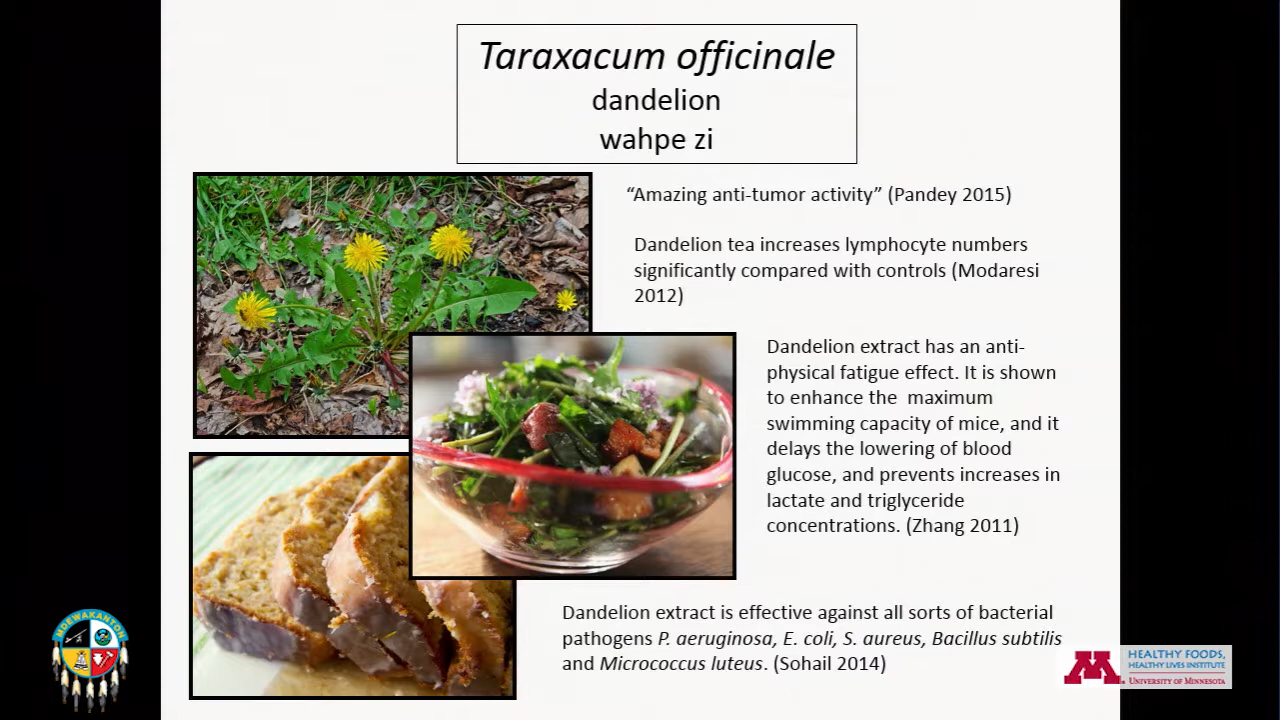 Taraxacum officinale
dandelion
wahpe zi
“Amazing anti-tumor activity” (Pandey 2015)
Dandelion tea increases lymphocyte numbers
significantly compared with controls (Modaresi
2012)
Dandelion extract has an anti-
physical fatigue effect. It is shown
to enhance the  maximum
swimming capacity of mice, and it
delays the lowering of blood
glucose, and prevents increases in
lactate and triglyceride
concentrations. (Zhang 2011)
Dandelion extract is effective against all sorts of bacterial
pathogens P. aeruginosa, E. coli, S. aureus, Bacillus subtilis
and Micrococcus luteus. (Sohail 2014)
MDEWAKANTON
M.
HEALTHY FOODS,
HEALTHY LIVES INSTITUTE
UNIVERSITY OF MINNESOTA